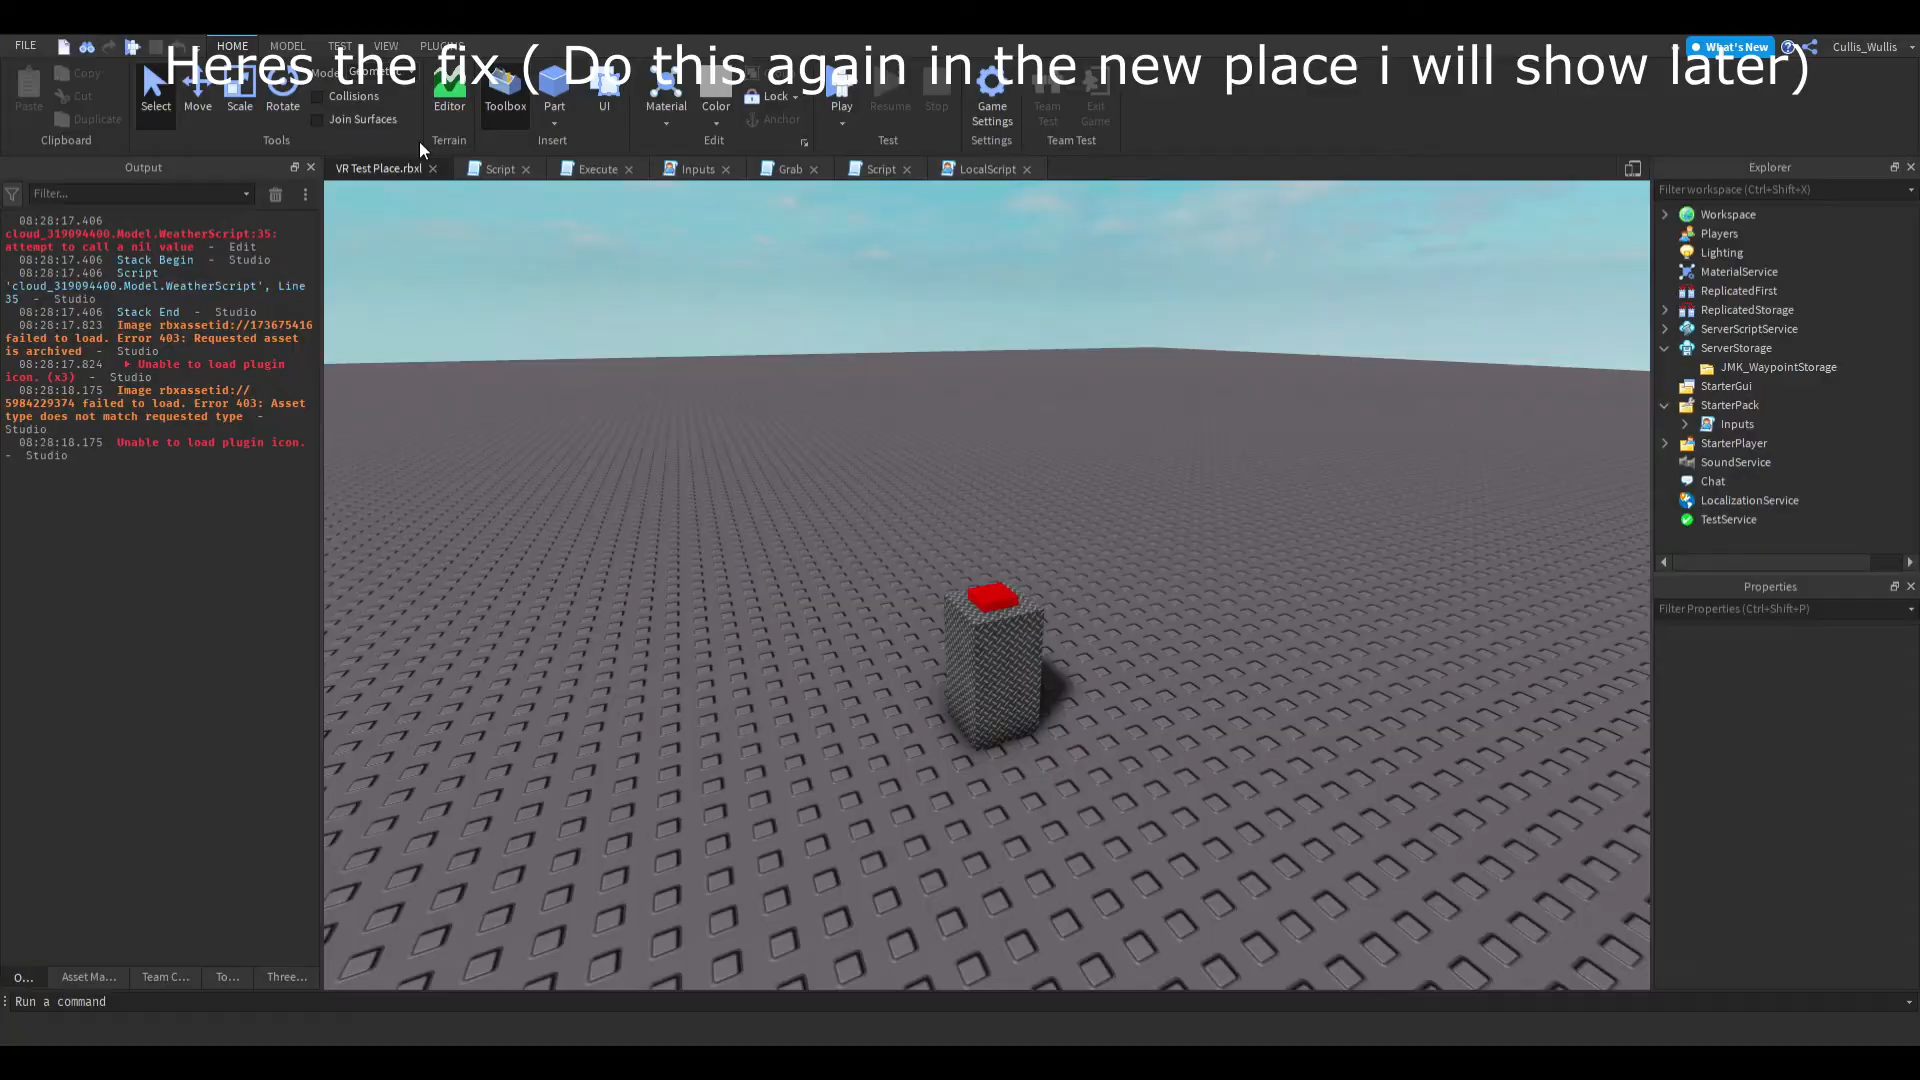 Heres the fix ( Do this again in the new place i will show later)
FILE
HOME
MODEL
TEST
VIEW
What's New
Cullis_Wullis
Paste
Copy
Cut
Duplicate
Clipboard
Select
Move
Scale
Rotate
Collisions
Join Surfaces
Tools
Editor
Terrain
Toolbox
Part
UI
Insert
Material
Color
Lock
Anchor
Edit
Play
Resume
Stop
Test
Game
Settings
Settings
Team
Test
Exit
Game
Team Test
Output
VR Test Place.rbxl
Script
Execute
Inputs
Grab
Script
LocalScript
Explorer
Filter...
Filter workspace (Ctrl+Shift+X)
08:28:17.406
cloud_319094400.Model.WeatherScript:35:
attempt to call a nil value - Edit
08:28:17.406 Stack Begin - Studio
08:28:17.406 Script
'cloud_319094400.Model.WeatherScript', Line
35 - Studio
08:28:17.406 Stack End - Studio
08:28:17.823 Image rbxassetid://173675416
failed to load. Error 403: Requested asset
is archived - Studio
08:28:17.824 Unable to load plugin
icon. (x3) - Studio
08:28:18.175 Image rbxassetid://
5984229374 failed to load. Error 403: Asset
type does not match requested type -
Studio
08:28:18.175 Unable to load plugin icon.
- Studio
Workspace
Players
Lighting
MaterialService
ReplicatedFirst
ReplicatedStorage
ServerScriptService
ServerStorage
JMK_WaypointStorage
StarterGui
StarterPack
Inputs
StarterPlayer
SoundService
Chat
LocalizationService
TestService
Properties
Filter Properties (Ctrl+Shift+P)
O...
Asset Ma...
Team C...
To...
Three...
Run a command